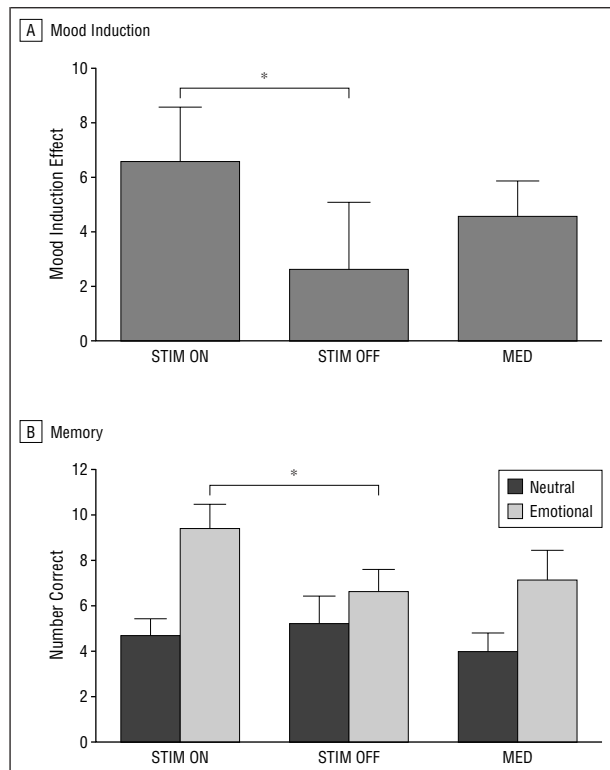 A Mood Induction
10
8
6
4
2
0
Mood Induction Effect
*
STIM ON STIM OFF MED
B Memory
12
10
8
6
4
2
0
Number Correct
*
Neutral
Emotional
STIM ON STIM OFF MED